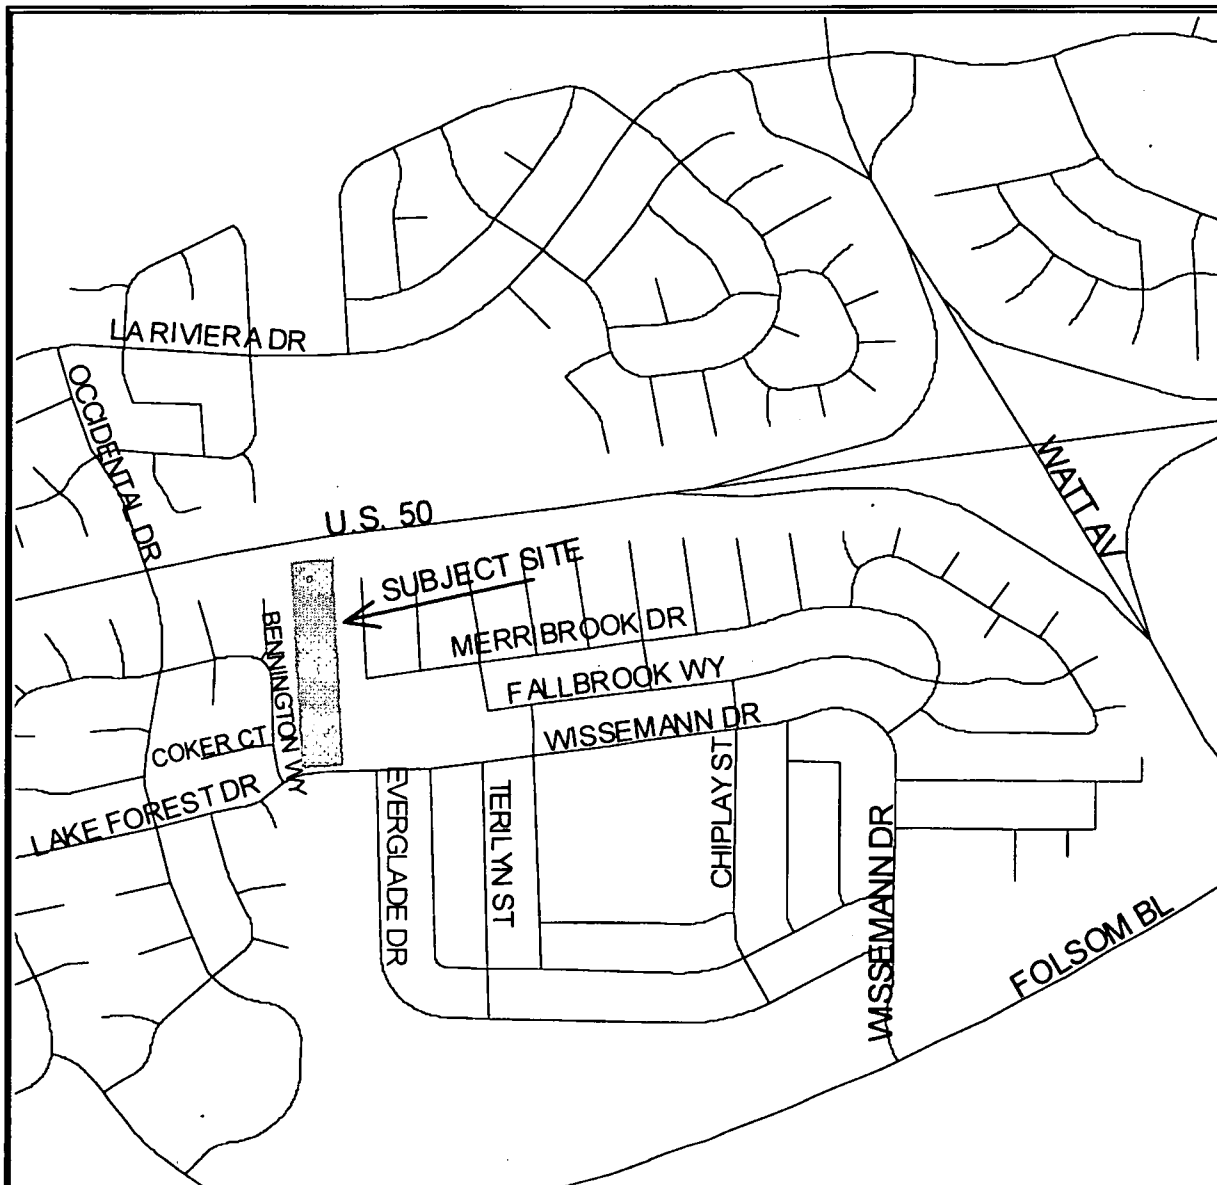 LA RIVIERA DR
OCCIDENTAL DR
WATT AV
U.S. 50
SUBJECT SITE
BENNINGTON WY
MERRIBROOK DR
FALLBROOK WY
WISSEMANN DR
COKER CT
LAKE FOREST DR
EVERGLADE DR
TERILYN ST
CHIPLAY ST
WISSEMANN DR
FOLSOM BL